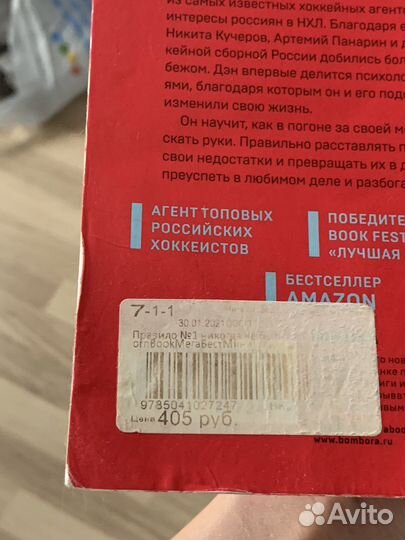 из самых известных хоккейных агент
интересы россиян в НХЛ. Благодаря е
Никита Кучеров, Артемий Панарин и д
кейной сборной России добились бол
бежом. Дэн впервые делится психоло
ями, благодаря которым он и его под
изменили свою жизнь.
Он научит, как в погоне за своей м
скать руки. Правильно расставлять п
свои недостатки и превращать их в д
преуспеть в любимом деле и разбога
АГЕНТ ТОПОВЫХ
РОССИЙСКИХ
ХОККЕИСТОВ
ПОБЕДИТЕ
BOOK FEST
«ЛУЧШАЯ
БЕСТСЕЛЛЕР
AMAZON
7-1-1
30.01.2021
Правило №1
9785041027247
Цена 405 руб.
www.bombora.ru
Avito